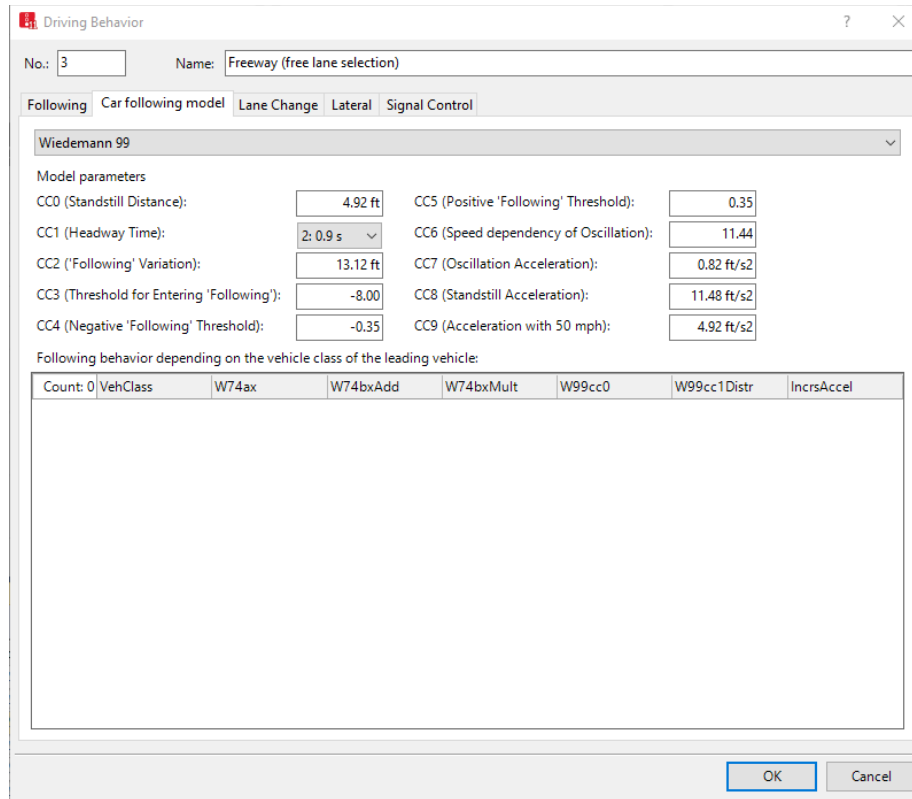 Driving Behavior ? ×
No.: 3 Name: Freeway (free lane selection)
Following Car following model Lane Change Lateral Signal Control
Wiedemann 99
Model parameters
CC0 (Standstill Distance): 4.92 ft CC5 (Positive 'Following' Threshold): 0.35
CC1 (Headway Time): 2: 0.9 s CC6 (Speed dependency of Oscillation): 11.44
CC2 ('Following' Variation): 13.12 ft CC7 (Oscillation Acceleration): 0.82 ft/s2
CC3 (Threshold for Entering 'Following'): -8.00 CC8 (Standstill Acceleration): 11.48 ft/s2
CC4 (Negative 'Following' Threshold): -0.35 CC9 (Acceleration with 50 mph): 4.92 ft/s2
Following behavior depending on the vehicle class of the leading vehicle:
Count: 0 VehClass W74ax W74bxAdd W74bxMult W99cc0 W99cc1Distr IncrsAccel
OK Cancel